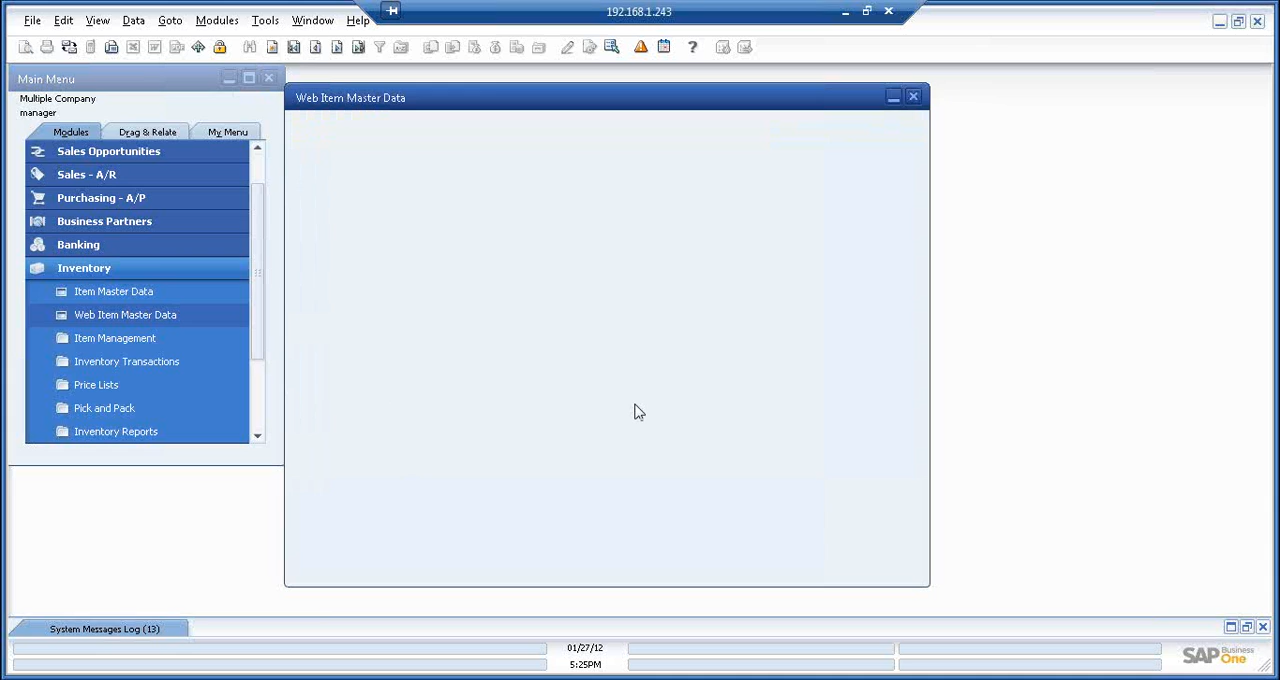 192.168.1.243
File Edit View Data Goto Modules Tools Window Help
Main Menu
Multiple Company
manager
Modules Drag & Relate My Menu
Sales Opportunities
Sales - A/R
Purchasing - A/P
Business Partners
Banking
Inventory
Item Master Data
Web Item Master Data
Item Management
Inventory Transactions
Price Lists
Pick and Pack
Inventory Reports
Web Item Master Data
System Messages Log (13)
01/27/12
5:25PM
SAP Business One